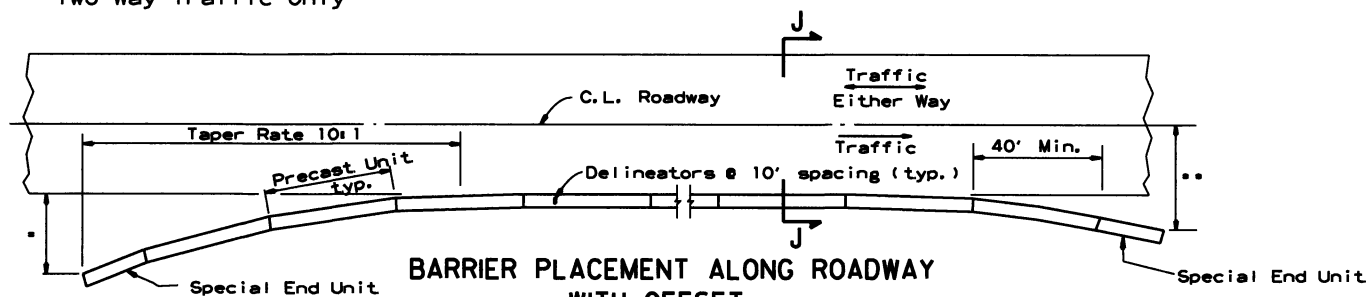 Two Way Traffic Only
J
Traffic
Either Way
C.L. Roadway
Taper Rate 10:1
Traffic
40' Min.
Precast Unit
typ.
Delineators @ 10' spacing (typ.)
**
*
J
BARRIER PLACEMENT ALONG ROADWAY
WITH OFFSET
Special End Unit
Special End Unit